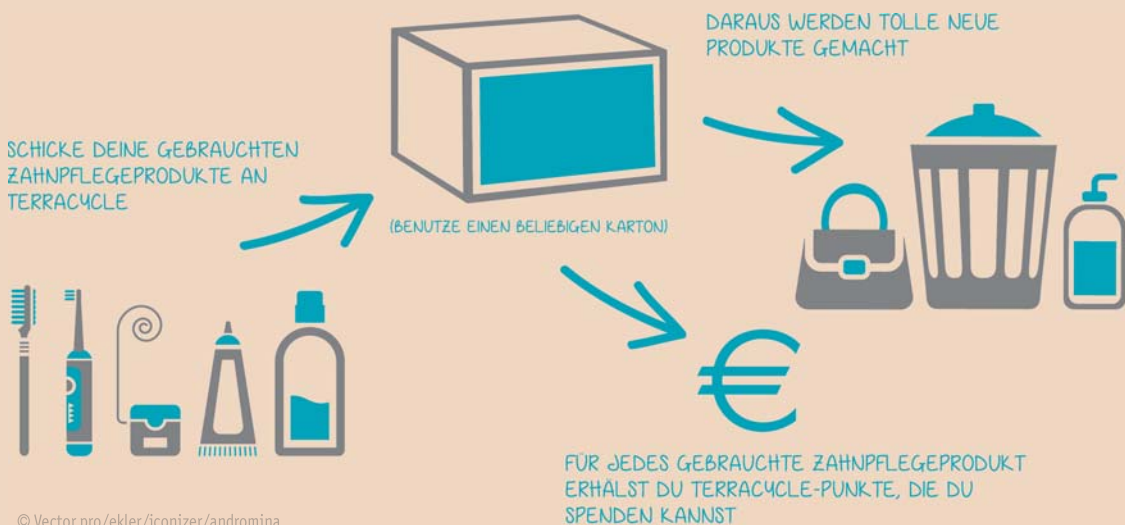 SCHICKE DEINE GEBRAUCHTEN
ZAHNPFLEGEPRODUKTE AN
TERRACYCLE
(BENUTZE EINEN BELIEBIGEN KARTON)
DARAUS WERDEN TOLLE NEUE
PRODUKTE GEMACHT
FÜR JEDES GEBRAUCHTE ZAHNPFLEGEPRODUKT
ERHÄLST DU TERRACYCLE-PUNKTE, DIE DU
SPENDEN KANNST
© Vector pro/ekler/iconizer/andromina